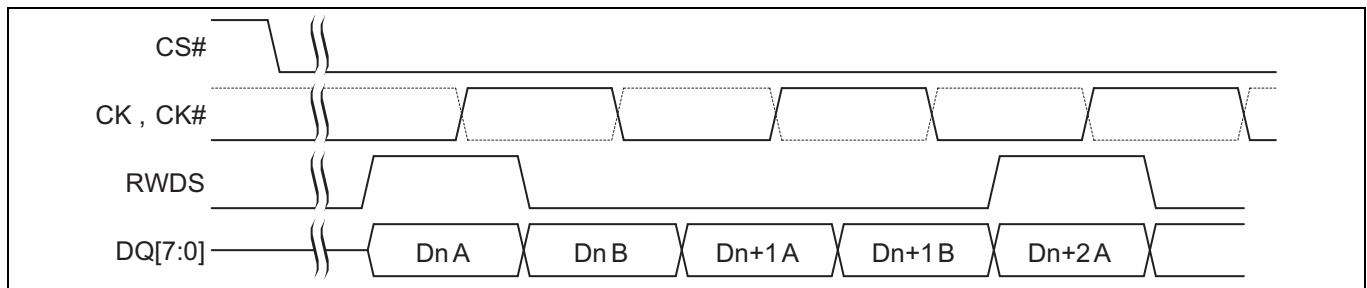 CS#
CK , CK#
RWDS
DQ[7:0] Dn A Dn B Dn+1 A Dn+1 B Dn+2 A